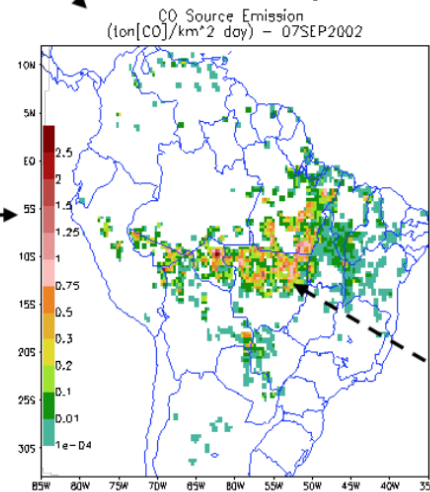 CO Source Emission
(ton[CO]/km^2 day) - 07SEP2002
10N
5N
EQ
5S
10S
15S
20S
25S
30S
2.5
2
1.5
1.25
1
0.75
0.5
0.3
0.2
0.1
0.01
1e-04
85W 80W 75W 70W 65W 60W 55W 50W 45W 40W 35